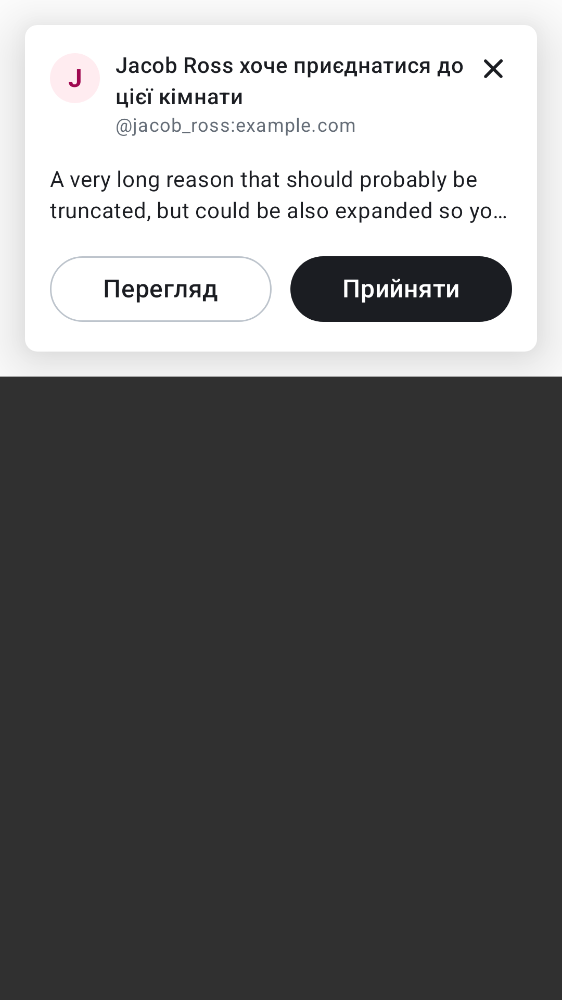 J
Jacob Ross хоче приєднатися до
цієї кімнати
@jacob_ross:example.com
A very long reason that should probably be
truncated, but could be also expanded so yo…
Перегляд
Прийняти